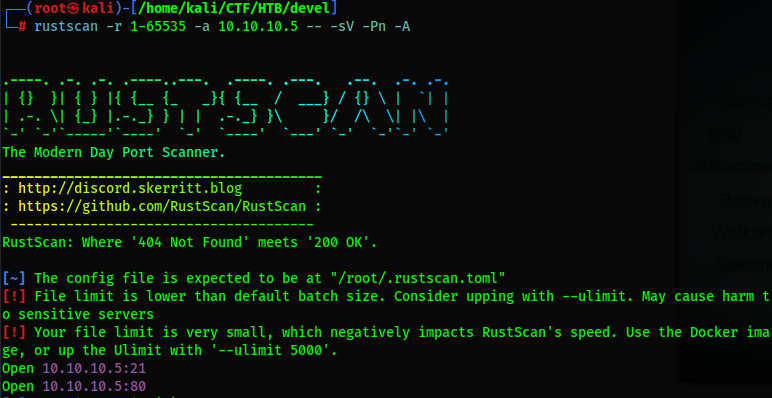 ┌──(root㉿kali)-[/home/kali/CTF/HTB/devel]
└─# rustscan -r 1-65535 -a 10.10.10.5 -- -sV -Pn -A
.----. .-. .-. .----..---.  .----. .---.   .--.  .-. .-.
| {}  }| { } |{ {__ {_   _}{ {__  /  ___} / {} \ |  `| |
| .-. \| {_} |.-._} } | |  .-._} }\     }/  /\  \| |\  |
`-' `-'`-----'`----'  `-'  `----'  `---' `-'  `-'`-' `-'
The Modern Day Port Scanner.
________________________________________
: http://discord.skerritt.blog         :
: https://github.com/RustScan/RustScan :
 --------------------------------------
RustScan: Where '404 Not Found' meets '200 OK'.
[~] The config file is expected to be at "/root/.rustscan.toml"
[!] File limit is lower than default batch size. Consider upping with --ulimit. May cause harm t
o sensitive servers
[!] Your file limit is very small, which negatively impacts RustScan's speed. Use the Docker ima
ge, or up the Ulimit with '--ulimit 5000'.
Open 10.10.10.5:21
Open 10.10.10.5:80